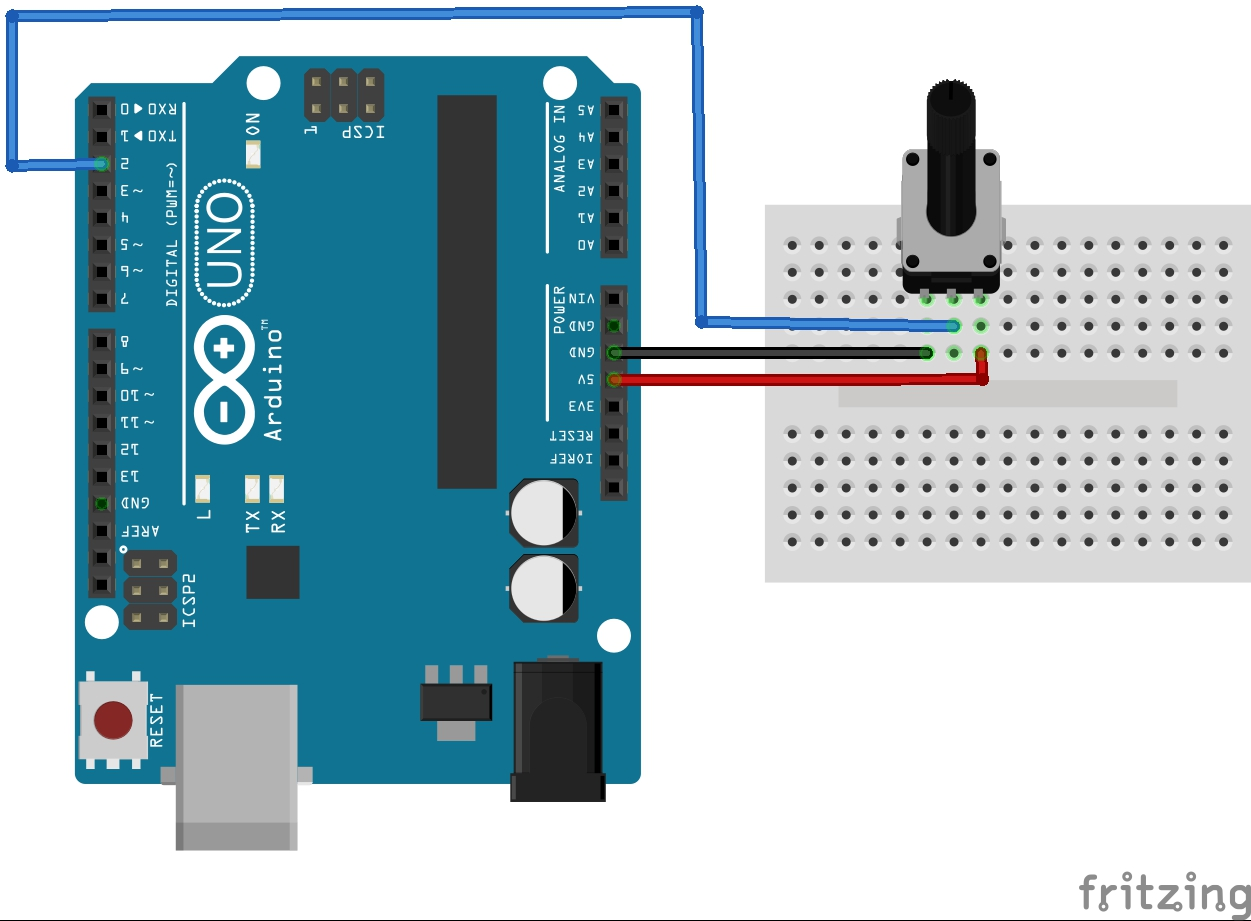 RX0◄0
TX0◄1
2
~3
4
~5
~6
7
DIGITAL (PWM=~)
8
~9
~10
~11
12
13
GND
AREF
ICSP2
RESET
ON
1
ICSP
UNO
Arduino™
L
TX
RX
ANALOG IN
A5
A4
A3
A2
A1
A0
POWER
VIN
GND
GND
5V
3V3
RESET
IOREF
fritzing